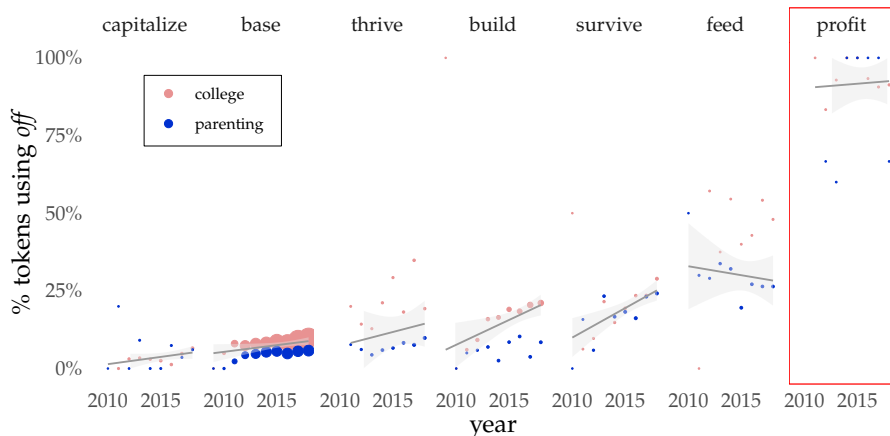 capitalize base thrive build survive feed profit
100%
college
parenting
75%
50%
25%
0%
% tokens using off
2010 2015 2010 2015 2010 2015 2010 2015 2010 2015 2010 2015 2010 2015
year